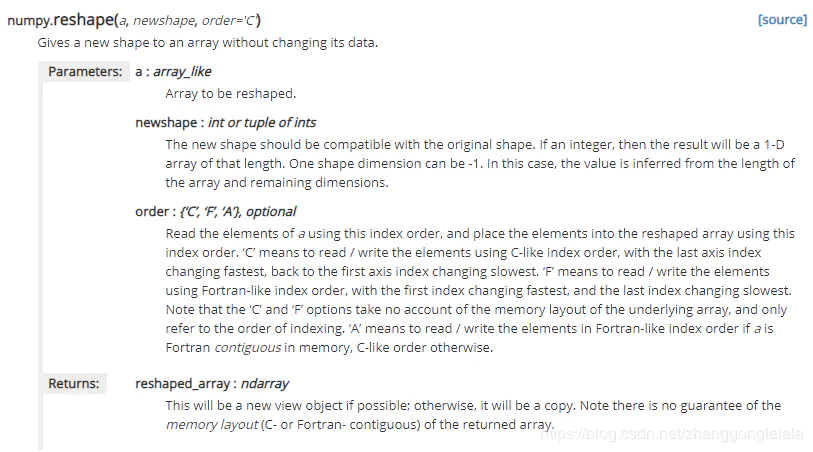 numpy.reshape(a, newshape, order='C') [source]
Gives a new shape to an array without changing its data.
Parameters: a : array_like
Array to be reshaped.
newshape : int or tuple of ints
The new shape should be compatible with the original shape. If an integer, then the result will be a 1-D
array of that length. One shape dimension can be -1. In this case, the value is inferred from the length of
the array and remaining dimensions.
order : {‘C’, ‘F’, ‘A’}, optional
Read the elements of a using this index order, and place the elements into the reshaped array using this
index order. ‘C’ means to read / write the elements using C-like index order, with the last axis index
changing fastest, back to the first axis index changing slowest. ‘F’ means to read / write the elements
using Fortran-like index order, with the first index changing fastest, and the last index changing slowest.
Note that the ‘C’ and ‘F’ options take no account of the memory layout of the underlying array, and only
refer to the order of indexing. ‘A’ means to read / write the elements in Fortran-like index order if a is
Fortran contiguous in memory, C-like order otherwise.
Returns: reshaped_array : ndarray
This will be a new view object if possible; otherwise, it will be a copy. Note there is no guarantee of the
memory layout (C- or Fortran- contiguous) of the returned array.
https://blog.csdn.net/zhanggonglalala